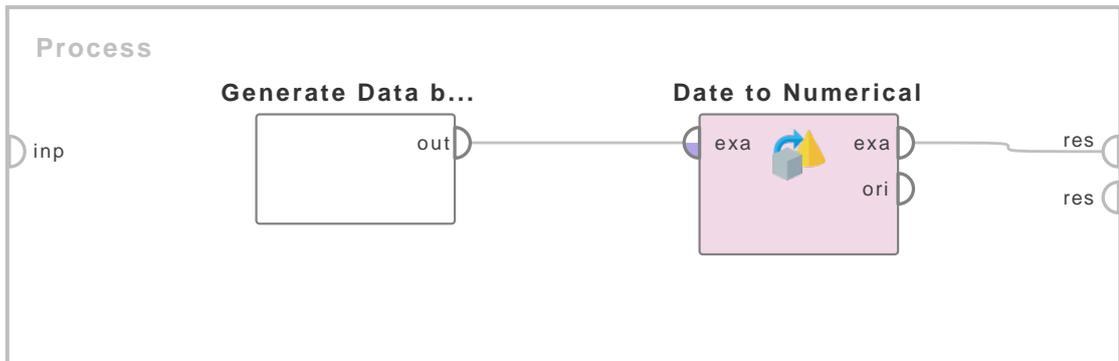 Process
Generate Data b...
Date to Numerical
inp
out
exa
exa
res
ori
res